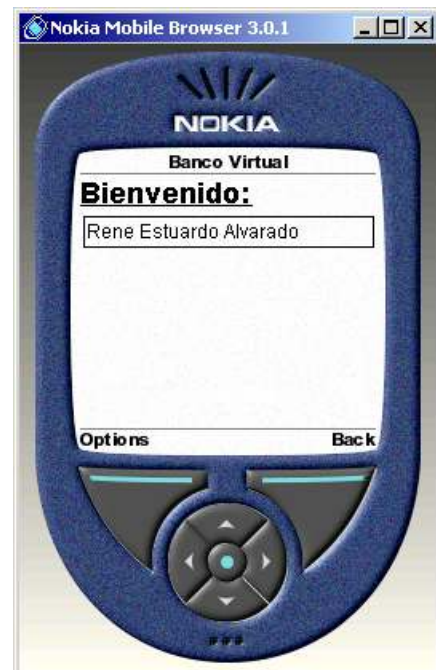 Nokia Mobile Browser 3.0.1
NOKIA
Banco Virtual
Bienvenido:
Rene Estuardo Alvarado
Options Back